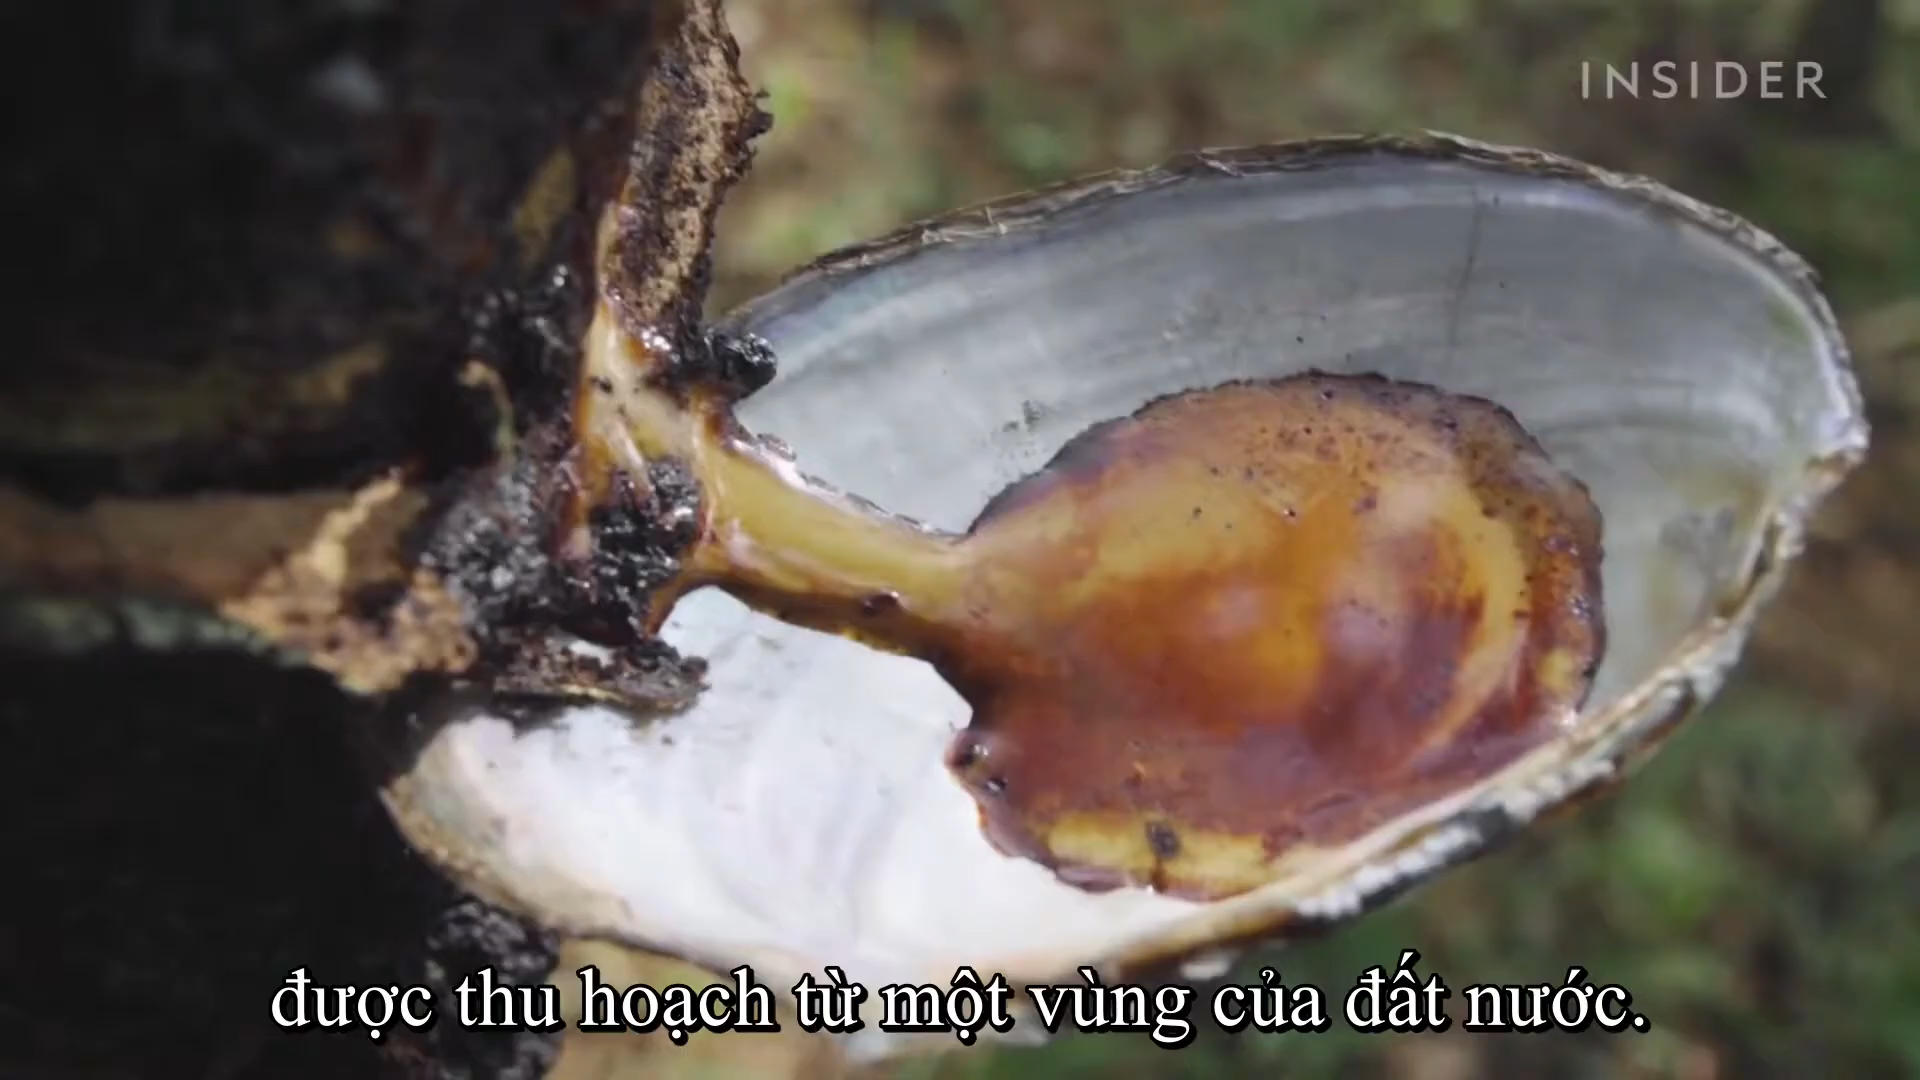 INSIDER
được thu hoạch từ một vùng của đất nước.